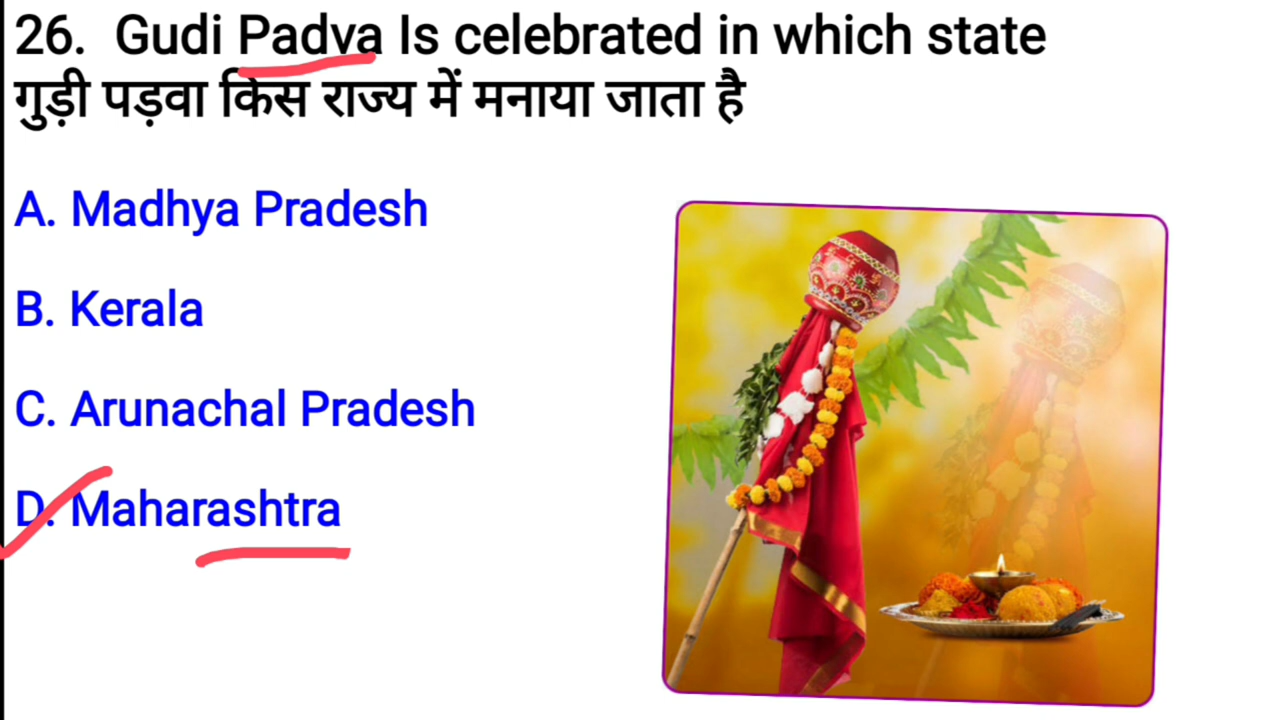 26. Gudi Padva Is celebrated in which state
गुड़ी पड़वा किस राज्य में मनाया जाता है
A. Madhya Pradesh
B. Kerala
C. Arunachal Pradesh
D. Maharashtra